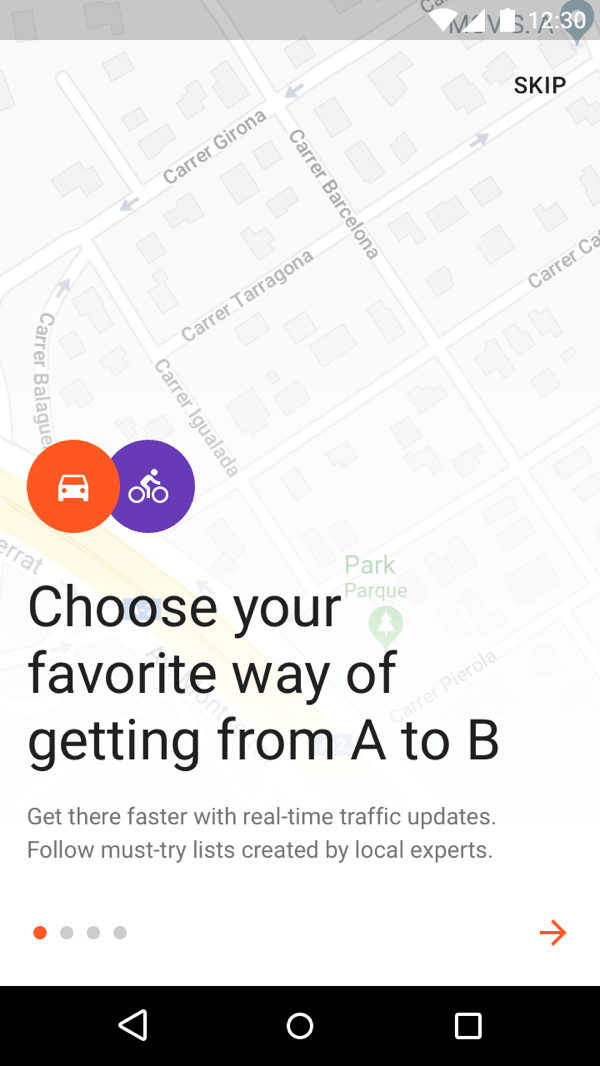 12:30
SKIP
Carrer Girona
Carrer Barcelona
Carrer Tarragona
Carrer Igualada
Park
Parque
Carrer Pierola
Choose your
favorite way of
getting from A to B
Get there faster with real-time traffic updates.
Follow must-try lists created by local experts.